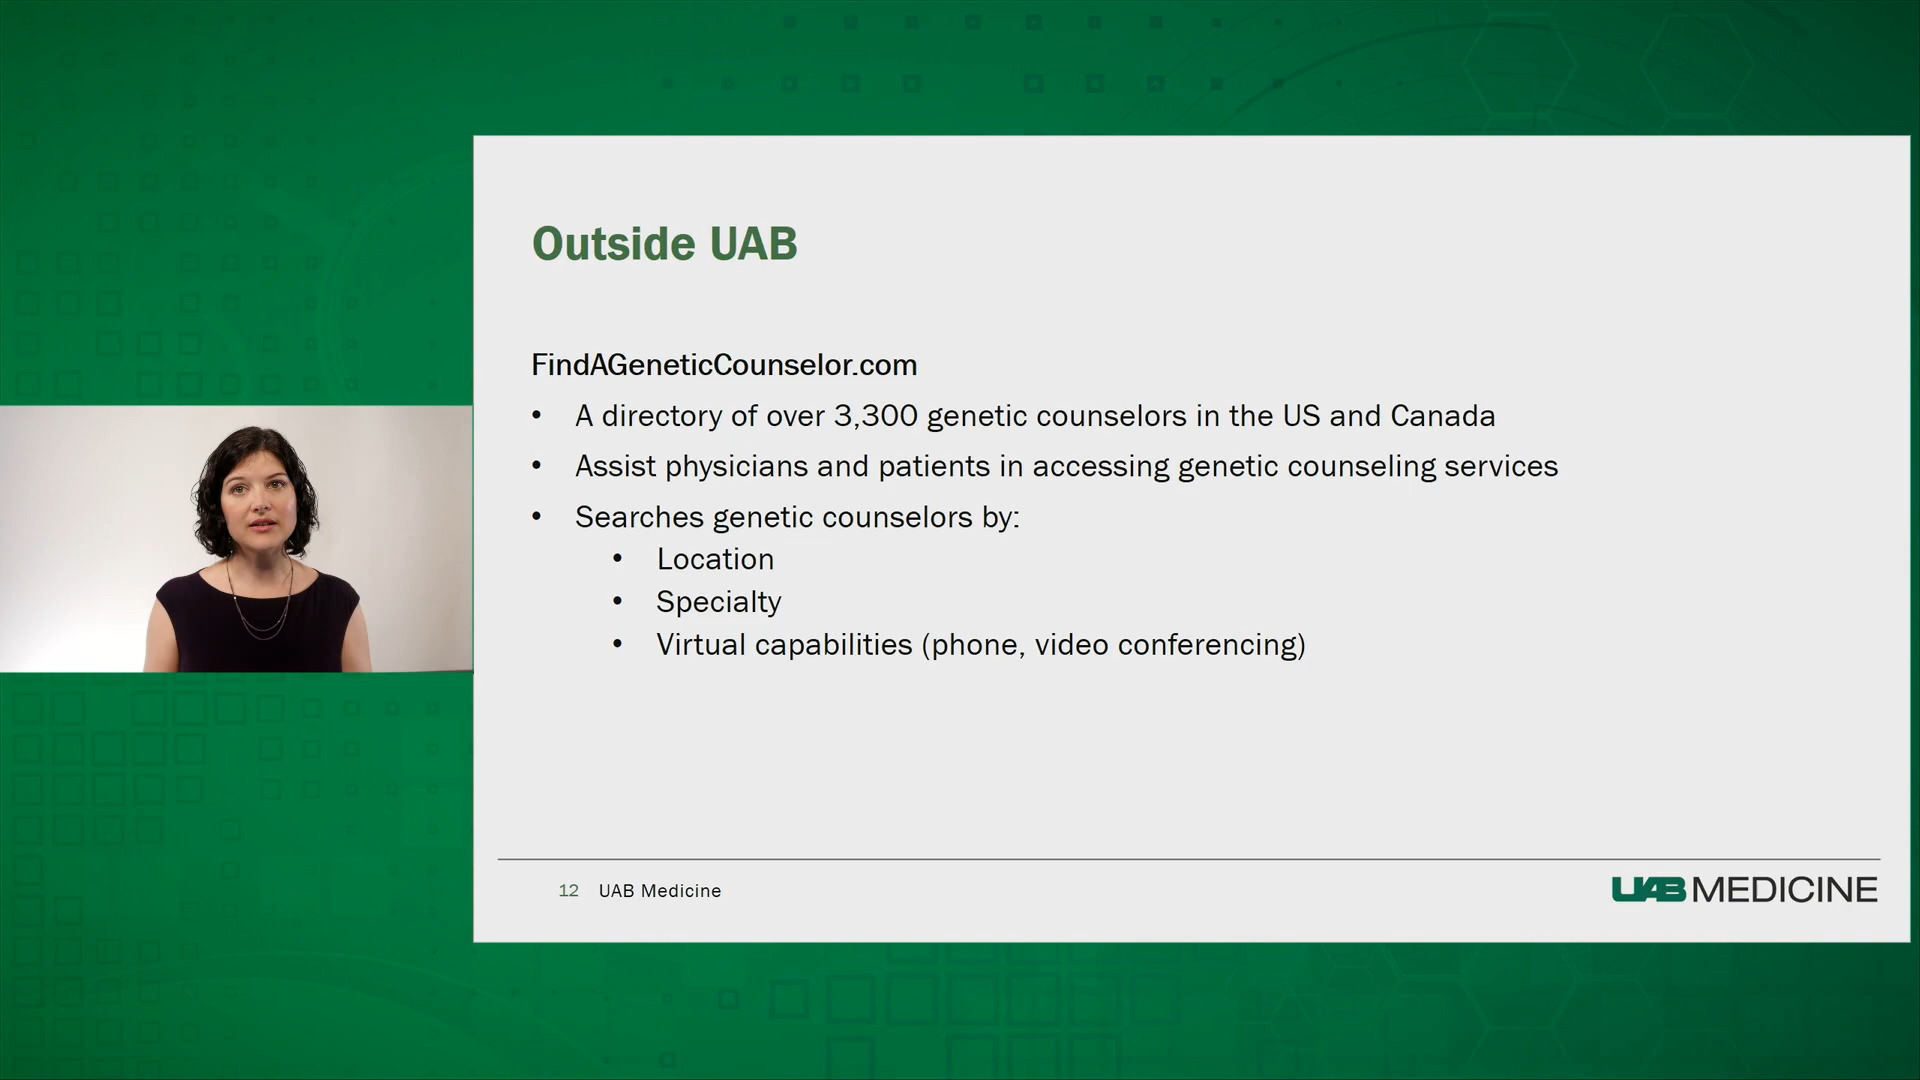 Outside UAB
FindAGeneticCounselor.com
• A directory of over 3,300 genetic counselors in the US and Canada
• Assist physicians and patients in accessing genetic counseling services
• Searches genetic counselors by:
• Location
• Specialty
• Virtual capabilities (phone, video conferencing)
12 UAB Medicine
UAB MEDICINE